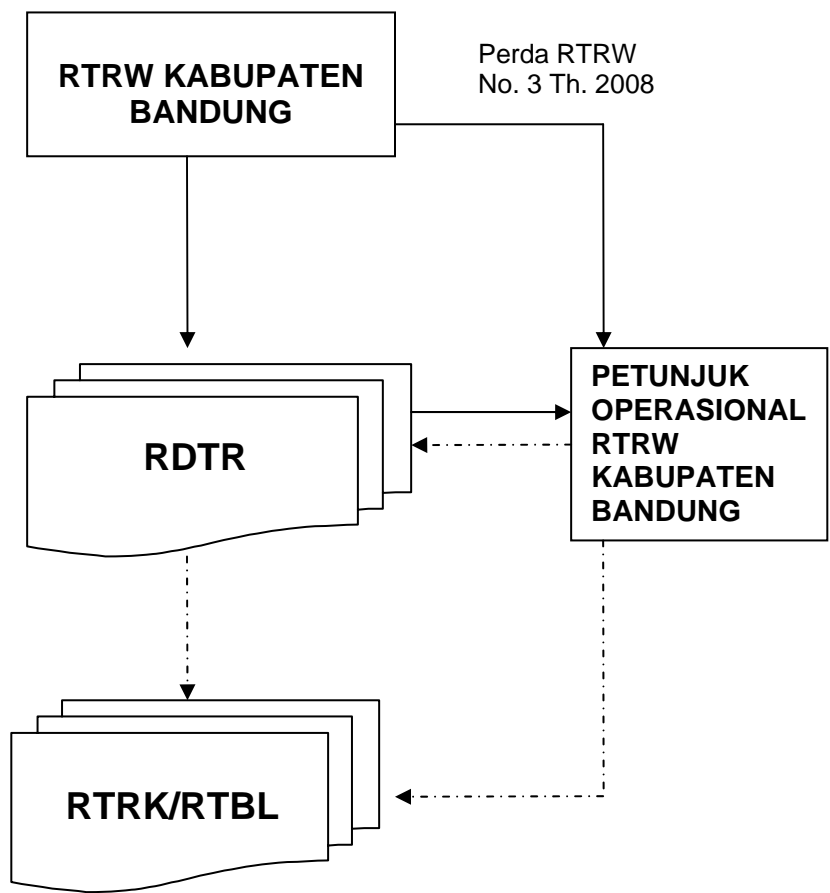 RTRW KABUPATEN
BANDUNG
Perda RTRW
No. 3 Th. 2008
PETUNJUK
OPERASIONAL
RTRW
KABUPATEN
BANDUNG
RDTR
RTRK/RTBL